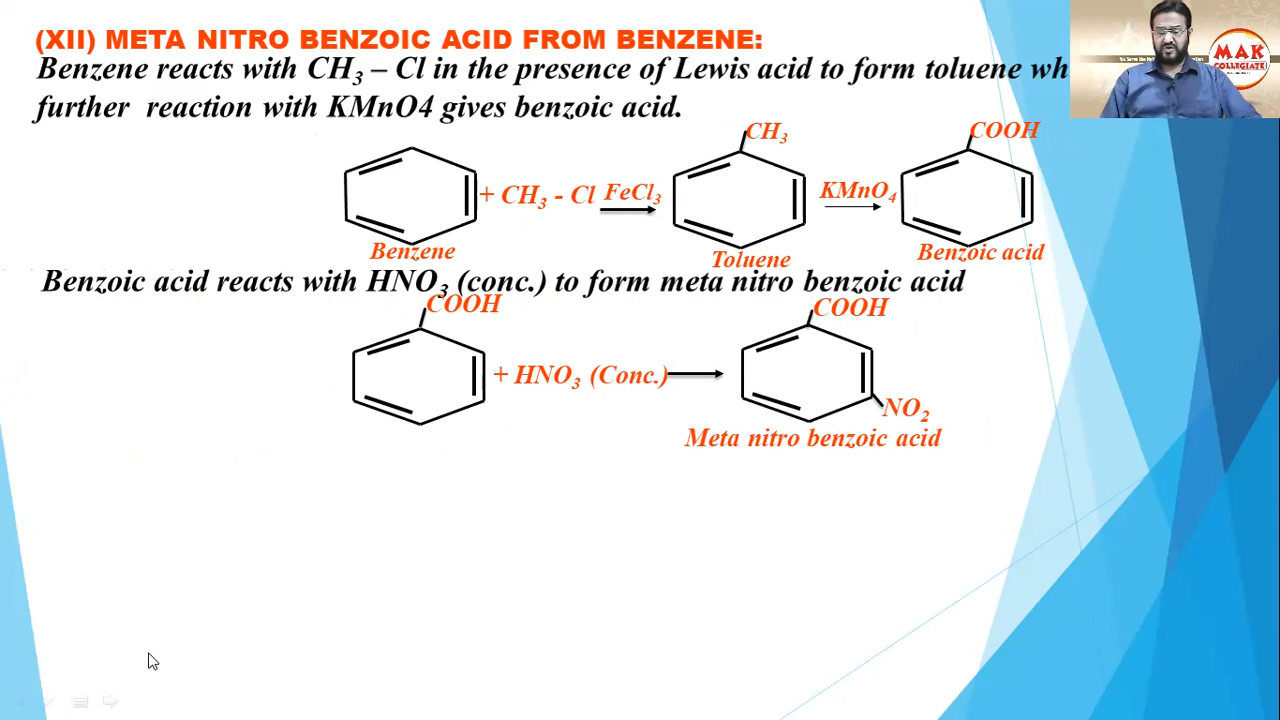 (XII) META NITRO BENZOIC ACID FROM BENZENE:
Benzene reacts with CH₃ – Cl in the presence of Lewis acid to form toluene wh
further reaction with KMnO4 gives benzoic acid.
CH₃
COOH
+ CH₃ - Cl FeCl₃
KMnO₄
Benzene
Toluene
Benzoic acid
Benzoic acid reacts with HNO₃ (conc.) to form meta nitro benzoic acid
COOH
COOH
+ HNO₃ (Conc.)
NO₂
Meta nitro benzoic acid
MAK
COLLEGIATE